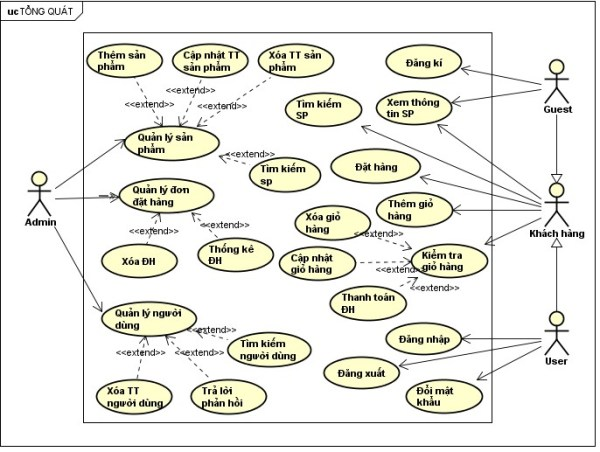 uc TỔNG QUÁT
Thêm sản
phẩm
Cập nhật TT
sản phẩm
Xóa TT sản
phẩm
<<extend>>
<<extend>>
<<extend>>
Quản lý sản
phẩm
<<extend>>
Tìm kiếm
sp
Quản lý đơn
đặt hàng
Xóa ĐH
<<extend>>
Thống kê
ĐH
<<extend>>
Quản lý người
dùng
<<extend>>
Tìm kiếm
người dùng
<<extend>>
<<extend>>
Xóa TT
người dùng
Trả lời
phản hồi
Admin
Đăng kí
Tìm kiếm
SP
Xem thông
tin SP
Đặt hàng
Thêm giỏ
hàng
Xóa giỏ
hàng
<<extend>>
Cập nhật
giỏ hàng
<<extend>>
Kiểm tra
giỏ hàng
Thanh toán
ĐH
<<extend>>
Đăng nhập
Đăng xuất
Đổi mật
khẩu
Guest
Khách hàng
User